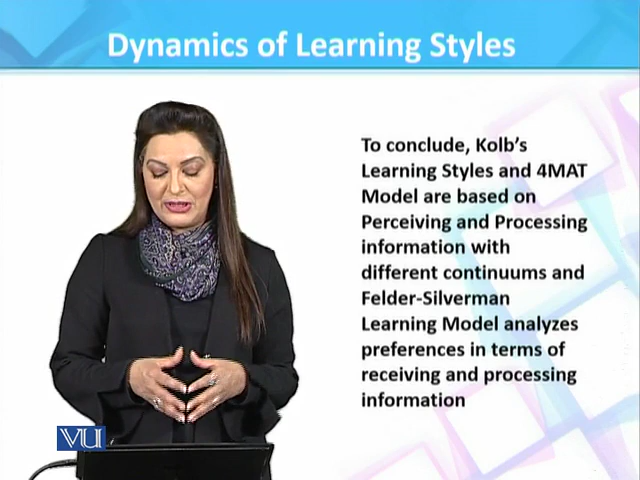 Dynamics of Learning Styles
To conclude, Kolb's
Learning Styles and 4MAT
Model are based on
Perceiving and Processing
information with
different continuums and
Felder-Silverman
Learning Model analyzes
preferences in terms of
receiving and processing
information
VU